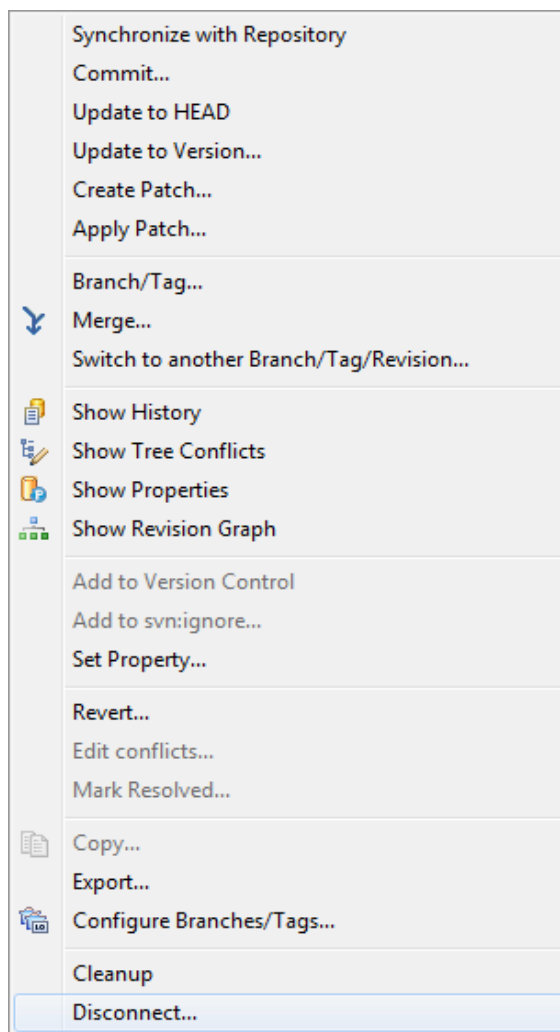 Synchronize with Repository
Commit...
Update to HEAD
Update to Version...
Create Patch...
Apply Patch...
Branch/Tag...
Merge...
Switch to another Branch/Tag/Revision...
Show History
Show Tree Conflicts
Show Properties
Show Revision Graph
Add to Version Control
Add to svn:ignore...
Set Property...
Revert...
Edit conflicts...
Mark Resolved...
Copy...
Export...
Configure Branches/Tags...
Cleanup
Disconnect...